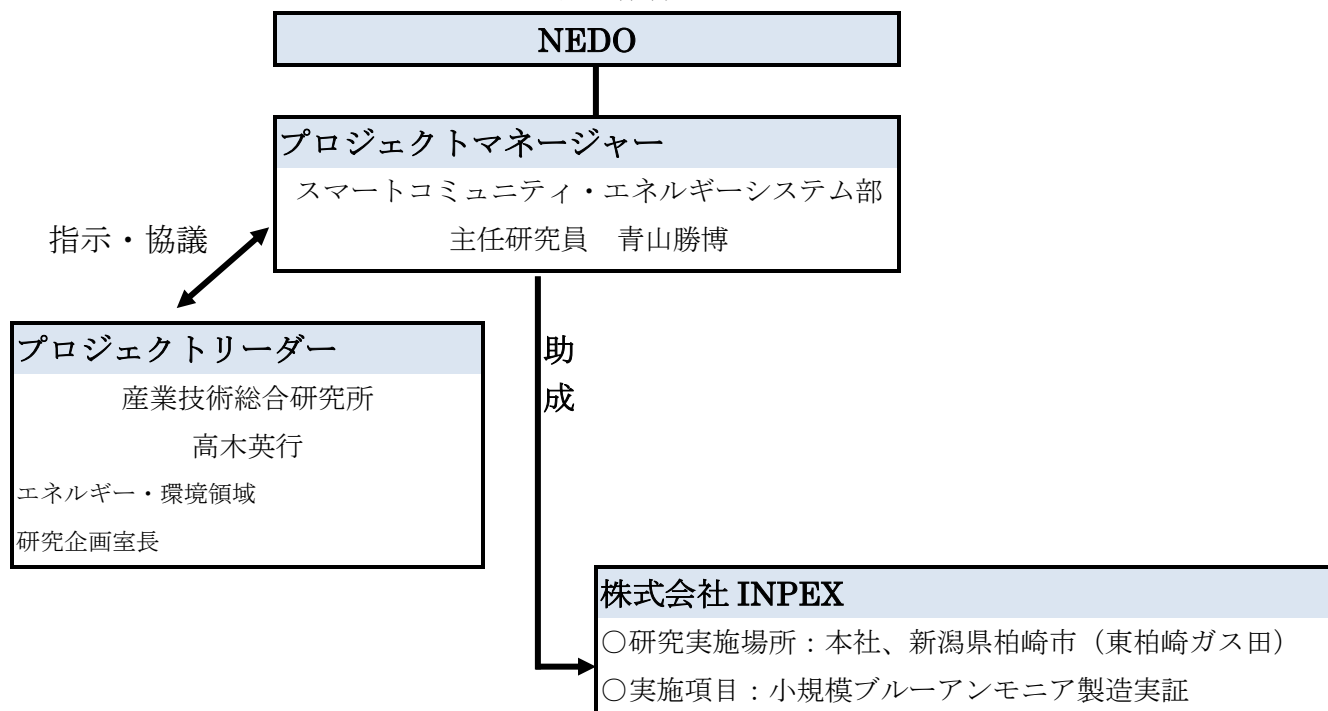 NEDO
プロジェクトマネージャー
スマートコミュニティ・エネルギーシステム部
主任研究員　青山勝博
指示・協議
プロジェクトリーダー
産業技術総合研究所
高木英行
エネルギー・環境領域
研究企画室長
助
成
株式会社 INPEX
○研究実施場所：本社、新潟県柏崎市（東柏崎ガス田）
○実施項目：小規模ブルーアンモニア製造実証